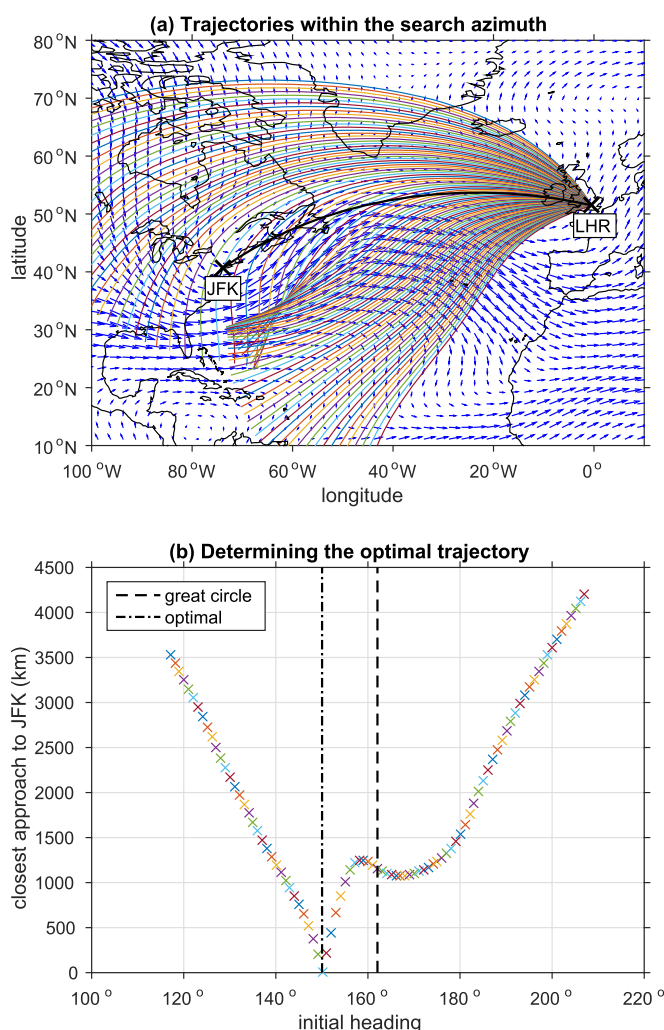 (a) Trajectories within the search azimuth
80°N
70°N
60°N
50°N
40°N
30°N
20°N
10°N
latitude
LHR
JFK
100°W 80°W 60°W 40°W 20°W 0°
longitude
(b) Determining the optimal trajectory
4500
4000
3500
3000
2500
2000
1500
1000
500
0
closest approach to JFK (km)
great circle
optimal
100° 120° 140° 160° 180° 200° 220°
initial heading